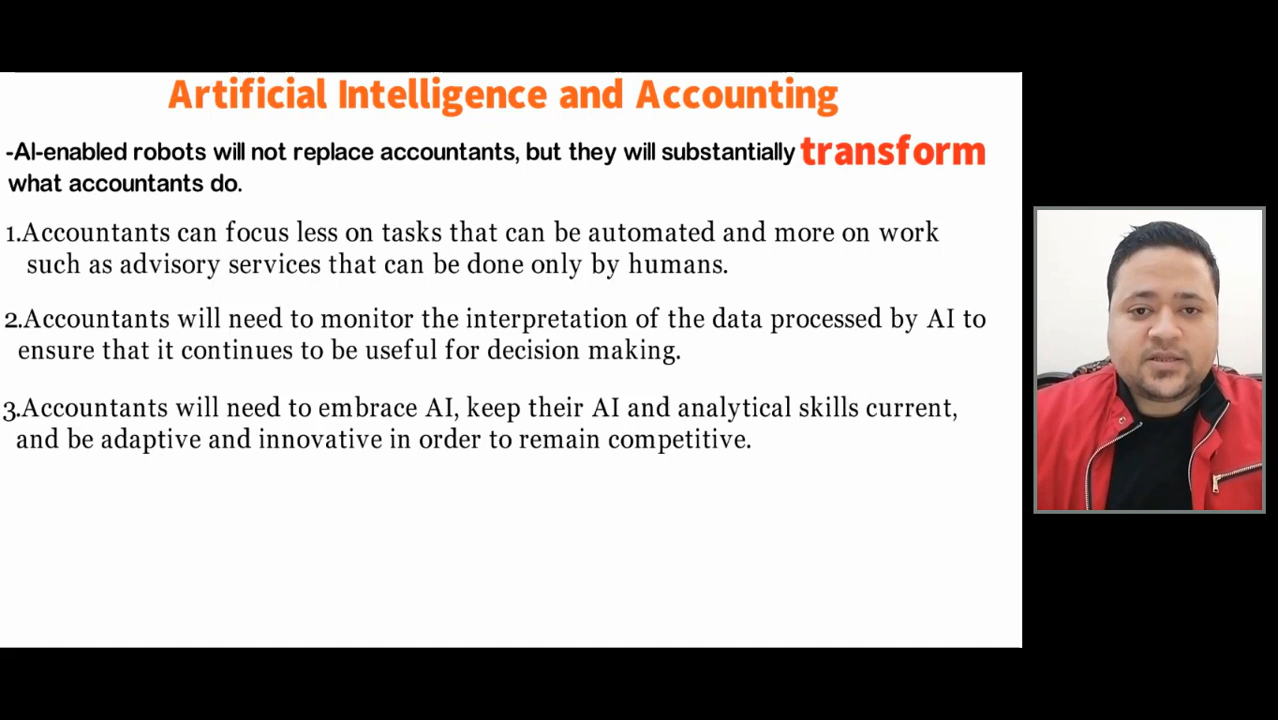 Artificial Intelligence and Accounting
-AI-enabled robots will not replace accountants, but they will substantially transform
what accountants do.
1.Accountants can focus less on tasks that can be automated and more on work
such as advisory services that can be done only by humans.
2.Accountants will need to monitor the interpretation of the data processed by AI to
ensure that it continues to be useful for decision making.
3.Accountants will need to embrace AI, keep their AI and analytical skills current,
and be adaptive and innovative in order to remain competitive.